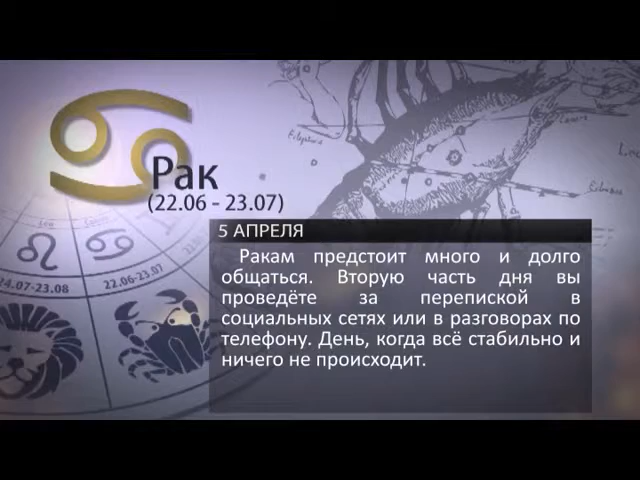 Рак
(22.06 - 23.07)
5 АПРЕЛЯ
Ракам предстоит много и долго
общаться. Вторую часть дня вы
проведёте за перепиской в
социальных сетях или в разговорах по
телефону. День, когда всё стабильно и
ничего не происходит.
Leo
24.07-23.08
22.06-23.07